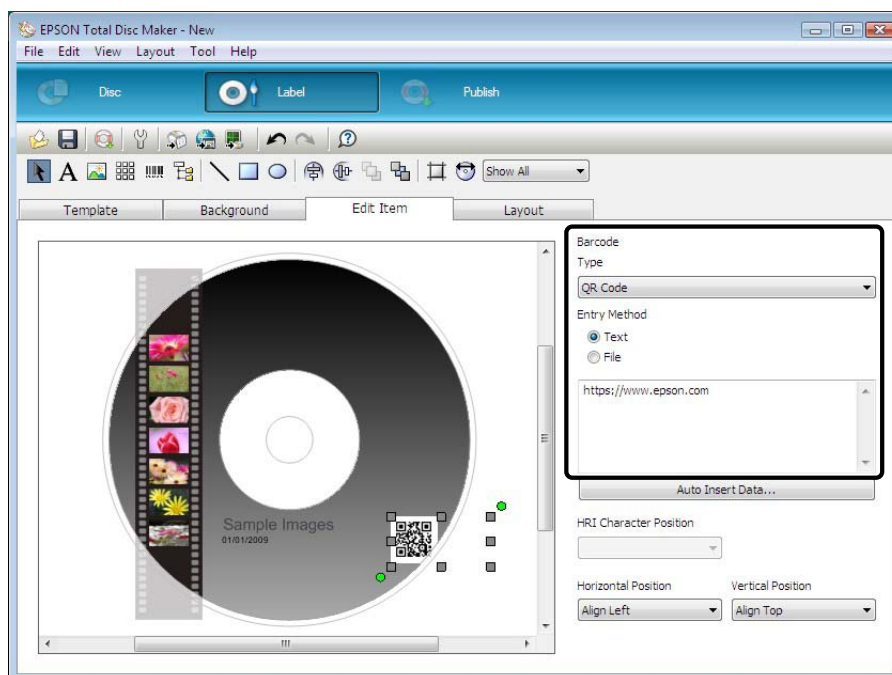 EPSON Total Disc Maker - New
File Edit View Layout Tool Help
Disc Label Publish
A Show All
Template Background Edit Item Layout
Barcode
Type
QR Code
Entry Method
Text
File
https://www.epson.com
Auto Insert Data...
HRI Character Position
Horizontal Position Vertical Position
Align Left Align Top
Sample Images
01/01/2009